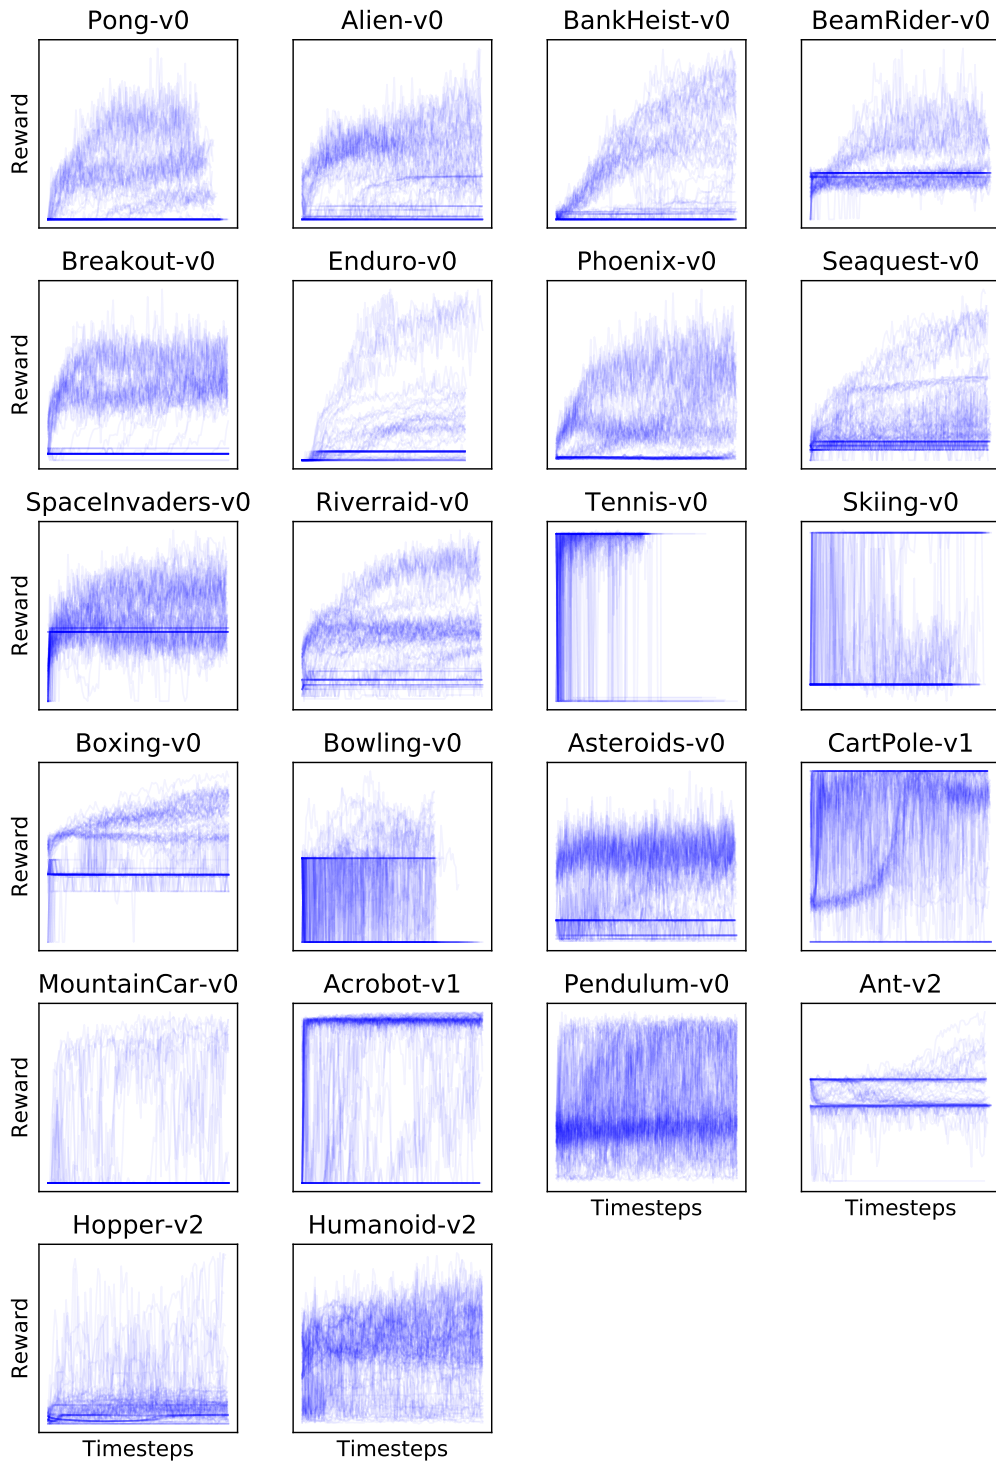 Pong-v0
Alien-v0
BankHeist-v0
BeamRider-v0
Reward
Breakout-v0
Enduro-v0
Phoenix-v0
Seaquest-v0
Reward
SpaceInvaders-v0
Riverraid-v0
Tennis-v0
Skiing-v0
Reward
Boxing-v0
Bowling-v0
Asteroids-v0
CartPole-v1
Reward
MountainCar-v0
Acrobot-v1
Pendulum-v0
Ant-v2
Reward
Timesteps
Timesteps
Hopper-v2
Humanoid-v2
Reward
Timesteps
Timesteps